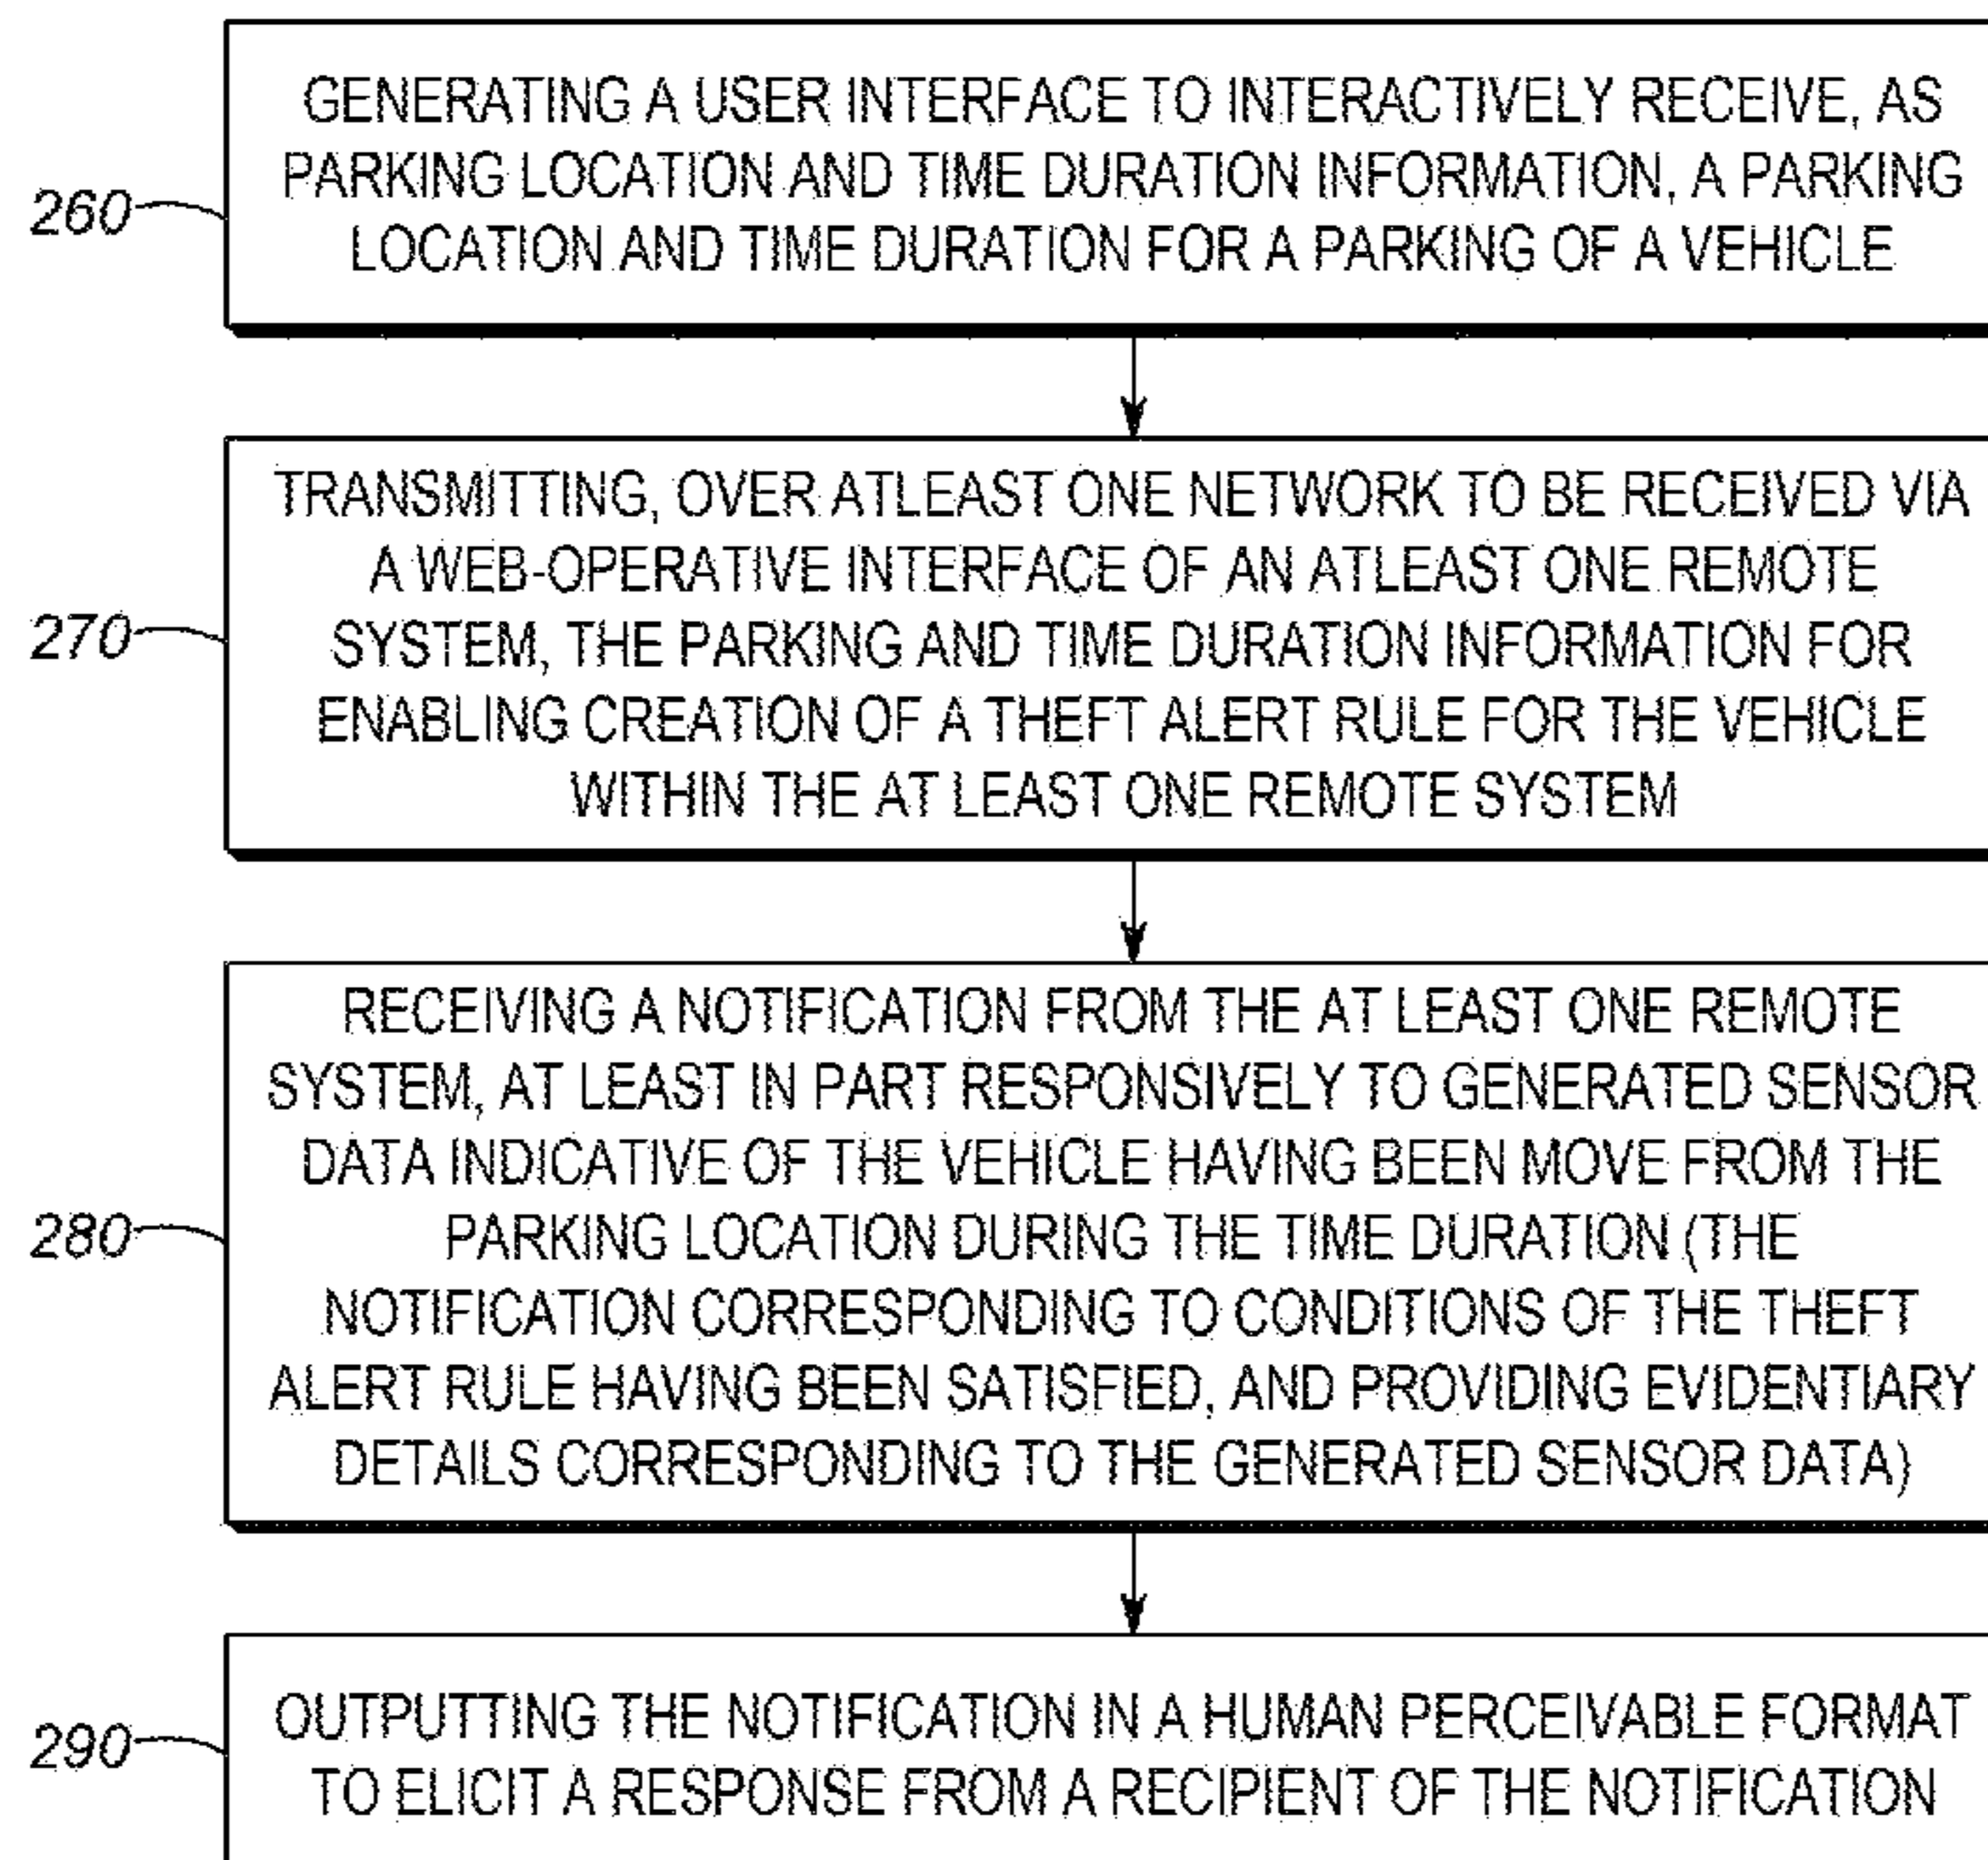 GENERATING A USER INTERFACE TO INTERACTIVELY RECEIVE, AS
PARKING LOCATION AND TIME DURATION INFORMATION, A PARKING
260
LOCATION AND TIME DURATION FOR A PARKING OF A VEHICLE
TRANSMITTING, OVER ATLEAST ONE NETWORK TO BE RECEIVED VIA
A WEB-OPERATIVE INTERFACE OF AN ATLEAST ONE REMOTE
270
SYSTEM, THE PARKING AND TIME DURATION INFORMATION FOR
ENABLING CREATION OF A THEFT ALERT RULE FOR THE VEHICLE
WITHIN THE AT LEAST ONE REMOTE SYSTEM
RECEIVING A NOTIFICATION FROM THE AT LEAST ONE REMOTE
SYSTEM, AT LEAST IN PART RESPONSIVELY TO GENERATED SENSOR
DATA INDICATIVE OF THE VEHICLE HAVING BEEN MOVE FROM THE
280
PARKING LOCATION DURING THE TIME DURATION (THE
NOTIFICATION CORRESPONDING TO CONDITIONS OF THE THEFT
ALERT RULE HAVING BEEN SATISFIED, AND PROVIDING EVIDENTIARY
DETAILS CORRESPONDING TO THE GENERATED SENSOR DATA)
290
OUTPUTTING THE NOTIFICATION IN A HUMAN PERCEIVABLE FORMAT
TO ELICIT A RESPONSE FROM A RECIPIENT OF THE NOTIFICATION